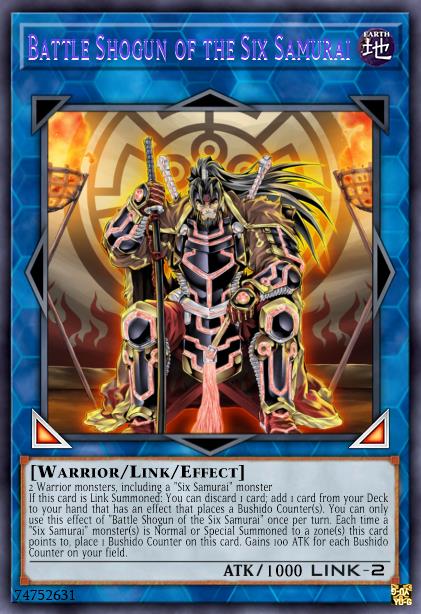 BATTLE SHOGUN OF THE SIX SAMURAI
EARTH
地
[WARRIOR/LINK/EFFECT]
2 Warrior monsters, including a "Six Samurai" monster
If this card is Link Summoned: You can discard 1 card; add 1 card from your Deck
to your hand that has an effect that places a Bushido Counter(s). You can only
use this effect of "Battle Shogun of the Six Samurai" once per turn. Each time a
"Six Samurai" monster(s) is Normal or Special Summoned to a zone(s) this card
points to, place 1 Bushido Counter on this card. Gains 100 ATK for each Bushido
Counter on your field.
ATK/1000 LINK-2
74752631